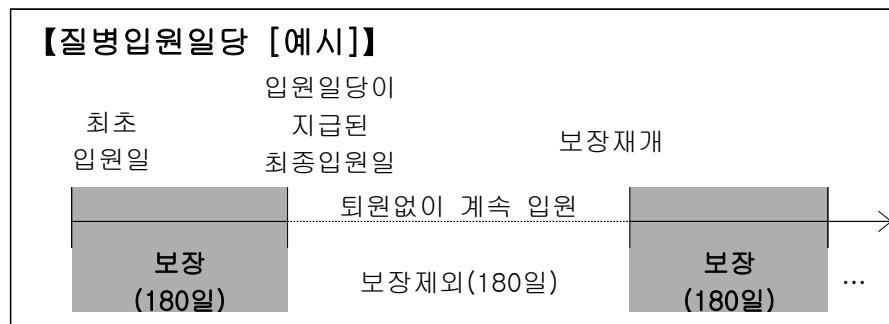 【질병입원일당 [예시]】
최초
입원일
입원일당이
지급된
최종입원일
보장재개
퇴원없이 계속 입원
보장
(180일)
보장제외(180일)
보장
(180일)
…